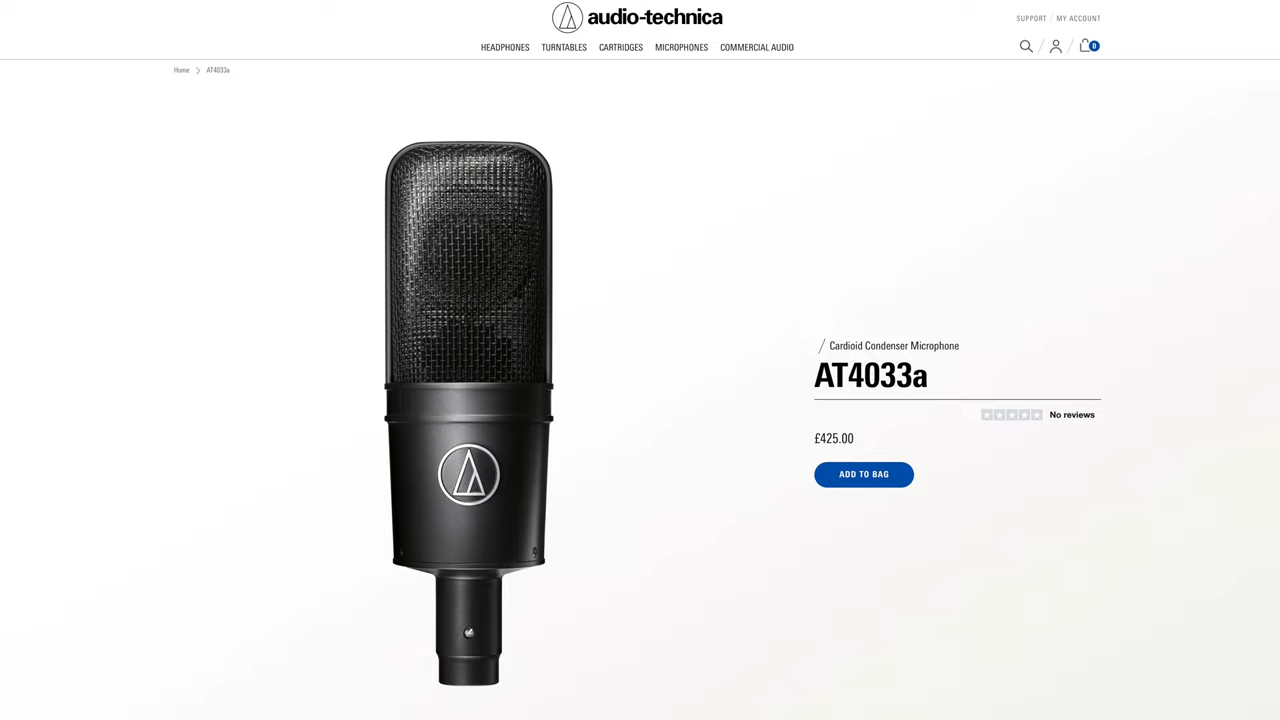 audio-technica
SUPPORT / MY ACCOUNT
HEADPHONES TURNTABLES CARTRIDGES MICROPHONES COMMERCIAL AUDIO
0
Home > AT4033a
/ Cardioid Condenser Microphone
AT4033a
No reviews
£425.00
ADD TO BAG